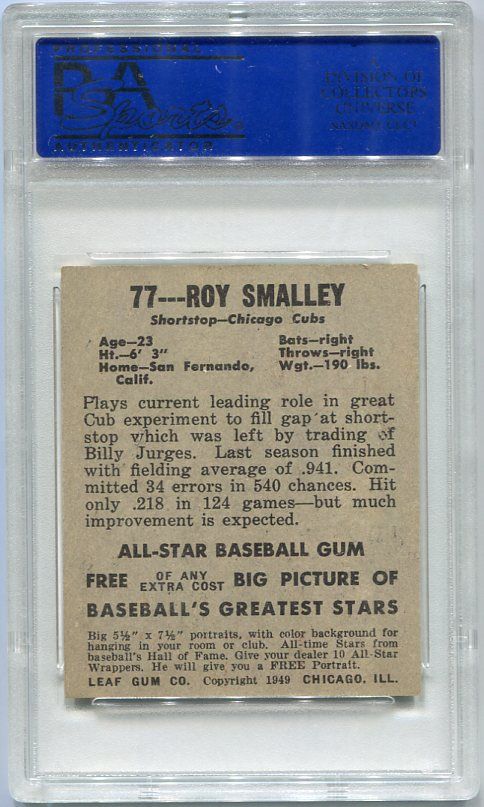 PROFESSIONAL
PSA
Sports
AUTHENTICATOR
A
DIVISION OF
COLLECTORS
UNIVERSE
NASDAQ: CLCT
77---ROY SMALLEY
Shortstop—Chicago Cubs
Age—23 Bats—right
Ht.—6' 3" Throws—right
Home—San Fernando, Wgt.—190 lbs.
Calif.
Plays current leading role in great
Cub experiment to fill gap at short-
stop which was left by trading of
Billy Jurges. Last season finished
with fielding average of .941. Com-
mitted 34 errors in 540 chances. Hit
only .218 in 124 games—but much
improvement is expected.
ALL-STAR BASEBALL GUM
FREE OF ANY EXTRA COST BIG PICTURE OF
BASEBALL'S GREATEST STARS
Big 5½" x 7½" portraits, with color background for
hanging in your room or club. All-time Stars from
baseball's Hall of Fame. Give your dealer 10 All-Star
Wrappers. He will give you a FREE Portrait.
LEAF GUM CO. Copyright 1949 CHICAGO, ILL.